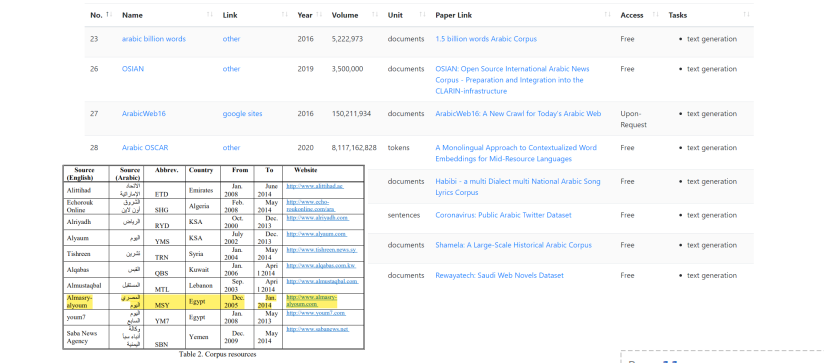 No. Name Link Year Volume Unit Paper Link Access Tasks
23 arabic billion words other 2016 5,222,973 documents 1.5 billion words Arabic Corpus Free • text generation
26 OSIAN other 2019 3,500,000 documents OSIAN: Open Source International Arabic News Free • text generation
Corpus - Preparation and Integration into the
CLARIN-infrastructure
27 ArabicWeb16 google sites 2016 150,211,934 documents ArabicWeb16: A New Crawl for Today's Arabic Web Upon- • text generation
Request
28 Arabic OSCAR other 2020 8,117,162,828 tokens A Monolingual Approach to Contextualized Word Free • text generation
Embeddings for Mid-Resource Languages
documents Habibi - a multi Dialect multi National Arabic Song Free • text generation
Lyrics Corpus
sentences Coronavirus: Public Arabic Twitter Dataset Free • text generation
documents Shamela: A Large-Scale Historical Arabic Corpus Free • text generation
documents Rewayatech: Saudi Web Novels Dataset Free • text generation
Source Source Abbrev. Country From To Website
(English) (Arabic)
Alittihad الاتحاد الإماراتية ETD Emirates Jan. 2008 June 2014 http://www.alittihad.ae
Echorouk Online الشروق أون لاين SHG Algeria Feb. 2008 May 2014 http://www.echo-
roukonline.com/ara
Alriyadh الرياض RYD KSA Oct. 2000 Dec. 2013 http://www.alriyadh.com
Alyaum اليوم YMS KSA July 2002 May 2013 http://www.alyaum.com
Tishreen تشرين TRN Syria Jan. 2004 May 2014 http://www.tishreen.news.sy
Alqabas القبس QBS Kuwait Jan. 2006 Apri l 2014 http://www.alqabas.com.kw
Almustaqbal المستقبل MTL Lebanon Sep. 2003 Apri l 2014 http://www.almustaqbal.com
Almasry-alyoum المصري اليوم MSY Egypt Dec. 2005 Jan. 2014 http://www.almasry-
alyoum.com
youm7 اليوم السابع YM7 Egypt Jan. 2008 May 2013 http://www.youm7.com
Saba News Agency وكالة أنباء سبأ اليمنية SBN Yemen Dec. 2009 May 2014 http://www.sabanews.net
Table 2. Corpus resources